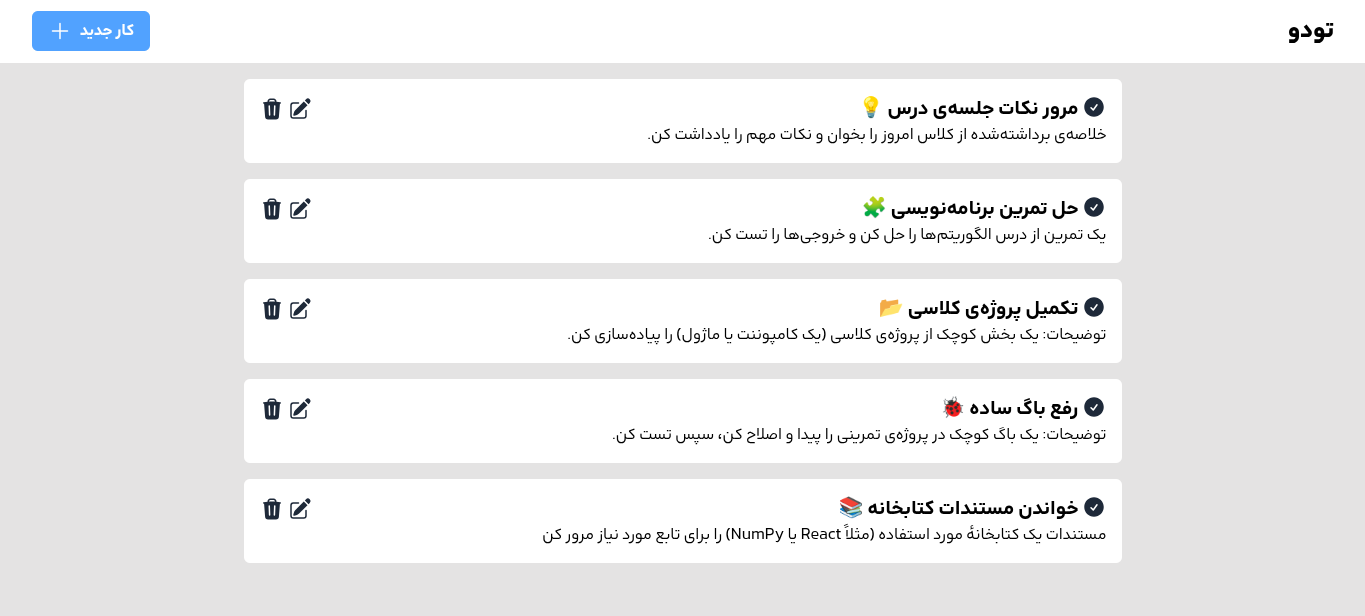 تودو
کار جدید
مرور نکات جلسه‌ی درس 💡
خلاصه‌ی برداشته‌شده از کلاس امروز را بخوان و نکات مهم را یادداشت کن.
حل تمرین برنامه‌نویسی 🧩
یک تمرین از درس الگوریتم‌ها را حل کن و خروجی‌ها را تست کن.
تکمیل پروژه‌ی کلاسی 📂
توضیحات: یک بخش کوچک از پروژه‌ی کلاسی (یک کامپوننت یا ماژول) را پیاده‌سازی کن.
رفع باگ ساده 🐞
توضیحات: یک باگ کوچک در پروژه‌ی تمرینی را پیدا و اصلاح کن، سپس تست کن.
خواندن مستندات کتابخانه 📚
مستندات یک کتابخانهٔ مورد استفاده (مثلاً React یا NumPy) را برای تابع مورد نیاز مرور کن